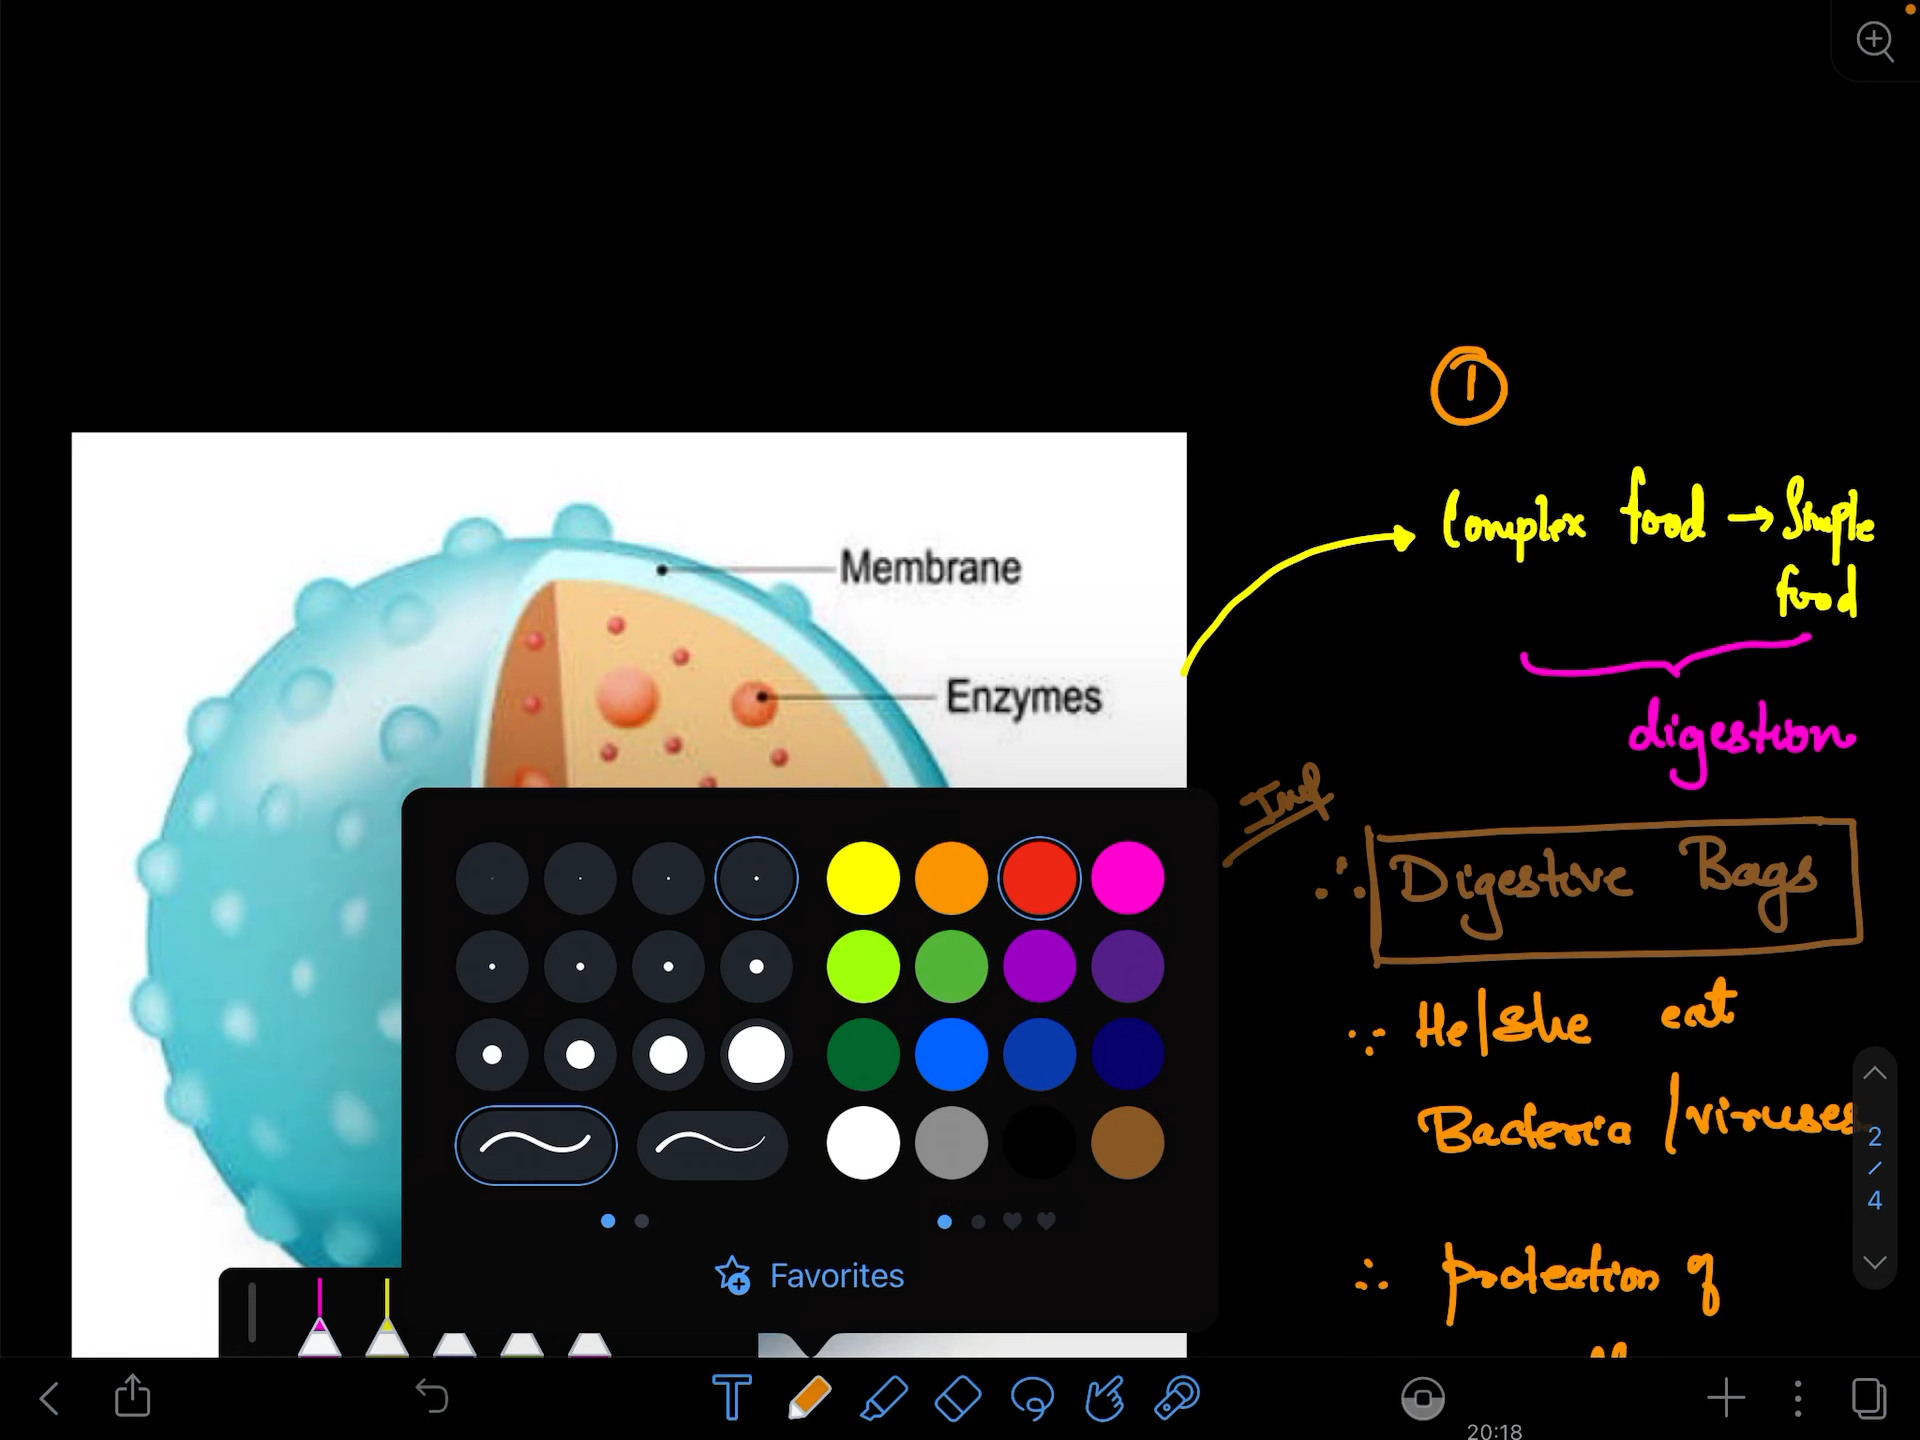 ①
Complex food → Simple
food
Membrane
Enzymes
digestion
Imp
∴ Digestive Bags
∵ He/She eat
Bacteria /viruses
2
/
4
∴ protection of
Favorites
T
20:18